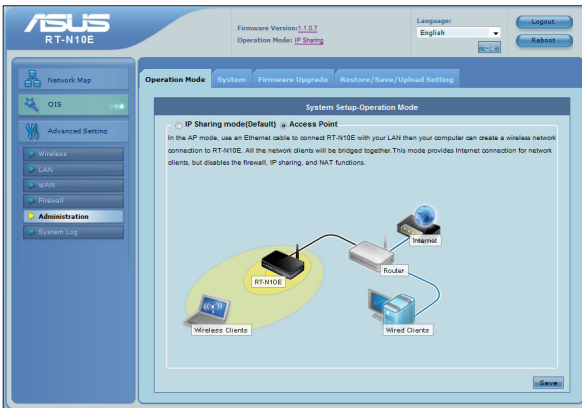 ASUS
RT-N10E
Firmware Version:1.1.0.7
Operation Mode: IP Sharing
Language:
English
OK
Logout
Reboot
Network Map
QIS
Advanced Setting
Wireless
LAN
WAN
Firewall
Administration
System Log
Operation Mode System Firmware Upgrade Restore/Save/Upload Setting
System Setup-Operation Mode
IP Sharing mode(Default) Access Point
In the AP mode, use an Ethernet cable to connect RT-N10E with your LAN then your computer can create a wireless network
connection to RT-N10E. All the network clients will be bridged together.This mode provides Internet connection for network
clients, but disables the firewall, IP sharing, and NAT functions.
Internet
Router
RT-N10E
Wireless Clients
Wired Clients
Save